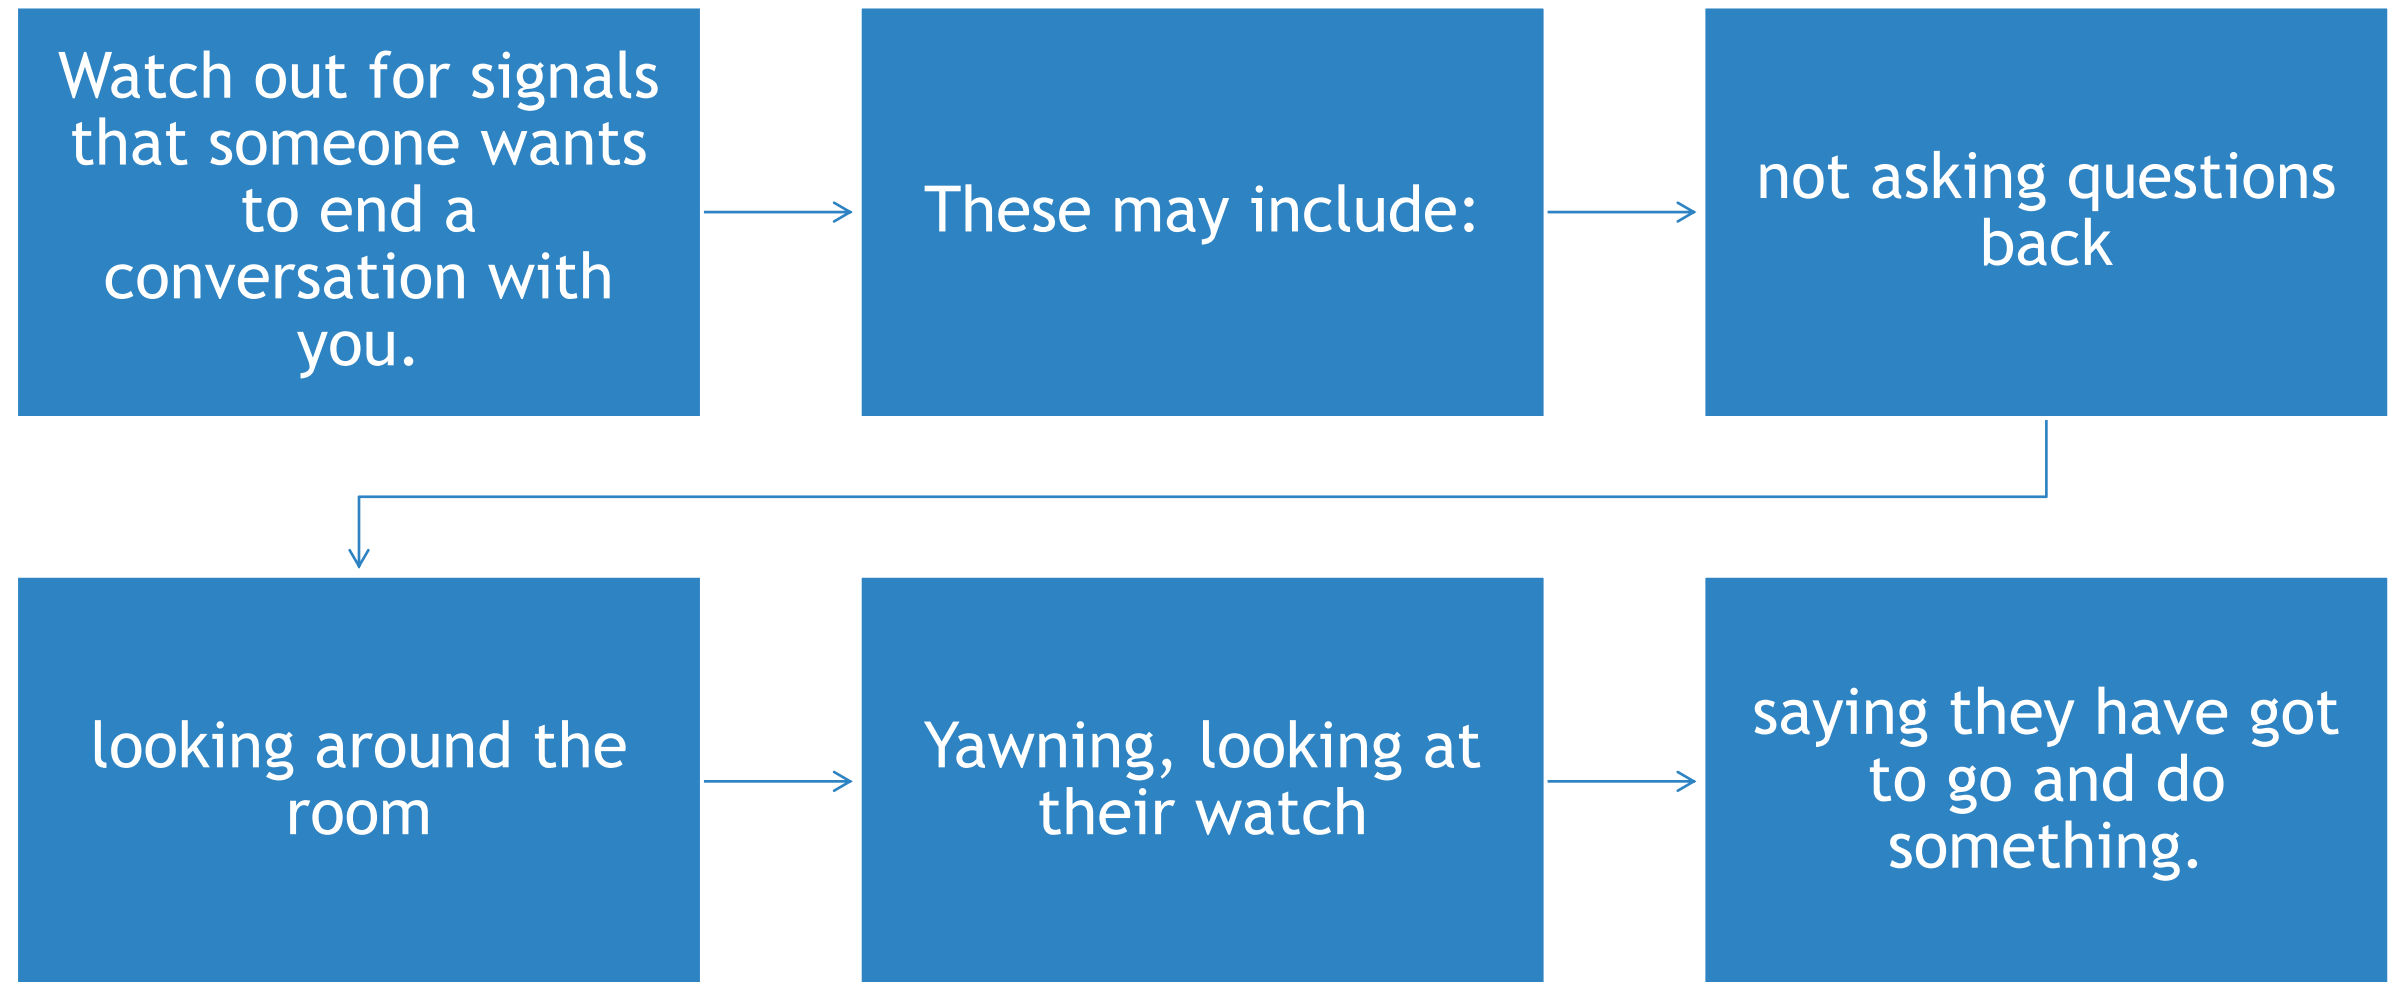 Watch out for signals
that someone wants
to end a
conversation with
you.
These may include:
not asking questions
back
looking around the
room
Yawning, looking at
their watch
saying they have got
to go and do
something.